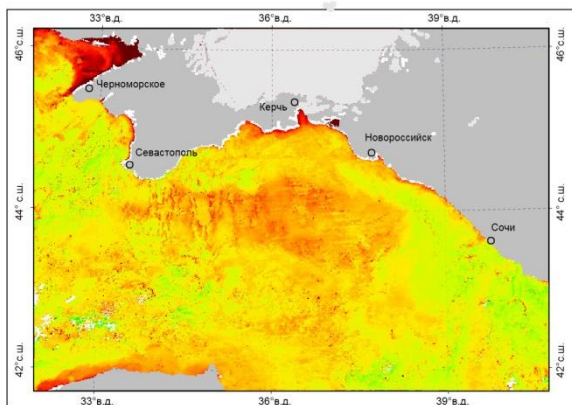 33°в.д.
36°в.д.
39°в.д.
46°с.ш.
46°с.ш.
Черноморское
Керчь
Новороссийск
Севастополь
44°с.ш.
44°с.ш.
Сочи
42°с.ш.
42°с.ш.
33°в.д.
36°в.д.
39°в.д.